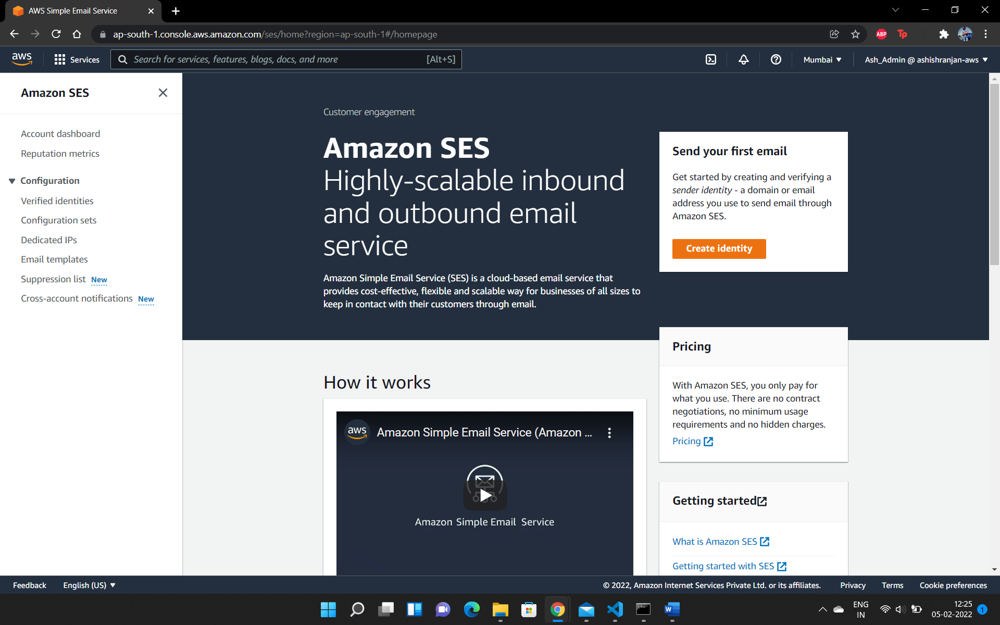 AWS Simple Email Service
ap-south-1.console.aws.amazon.com/ses/home?region=ap-south-1#/homepage
ABP
Tp
aws
Services
Search for services, features, blogs, docs, and more
[Alt+S]
Mumbai
Ash_Admin @ ashishranjan-aws
Amazon SES
Account dashboard
Reputation metrics
Configuration
Verified identities
Configuration sets
Dedicated IPs
Email templates
Suppression list New
Cross-account notifications New
Customer engagement
Amazon SES
Highly-scalable inbound
and outbound email
service
Amazon Simple Email Service (SES) is a cloud-based email service that
provides cost-effective, flexible and scalable way for businesses of all sizes to
keep in contact with their customers through email.
Send your first email
Get started by creating and verifying a
sender identity - a domain or email
address you use to send email through
Amazon SES.
Create identity
Pricing
With Amazon SES, you only pay for
what you use. There are no contract
negotiations, no minimum usage
requirements and no hidden charges.
Pricing
How it works
aws
Amazon Simple Email Service (Amazon ...
Amazon Simple Email Service
Getting started
What is Amazon SES
Getting started with SES
Feedback
English (US)
© 2022, Amazon Internet Services Private Ltd. or its affiliates.
Privacy
Terms
Cookie preferences
W
ENG
IN
12:25
05-02-2022
1